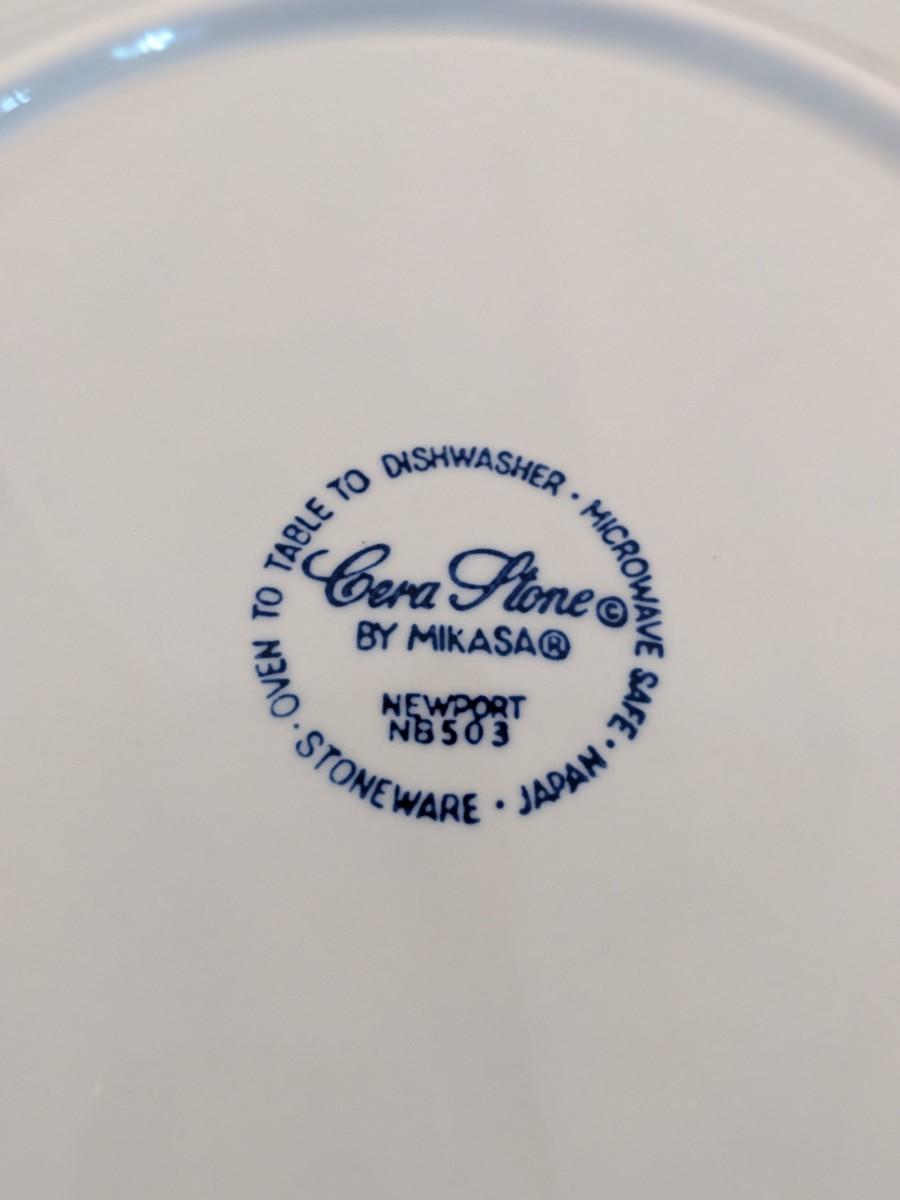 OVEN TO TABLE TO DISHWASHER · MICROWAVE SAFE · JAPAN · STONEWARE ·
Cera Stone ©
BY MIKASA®
NEWPORT
NB503